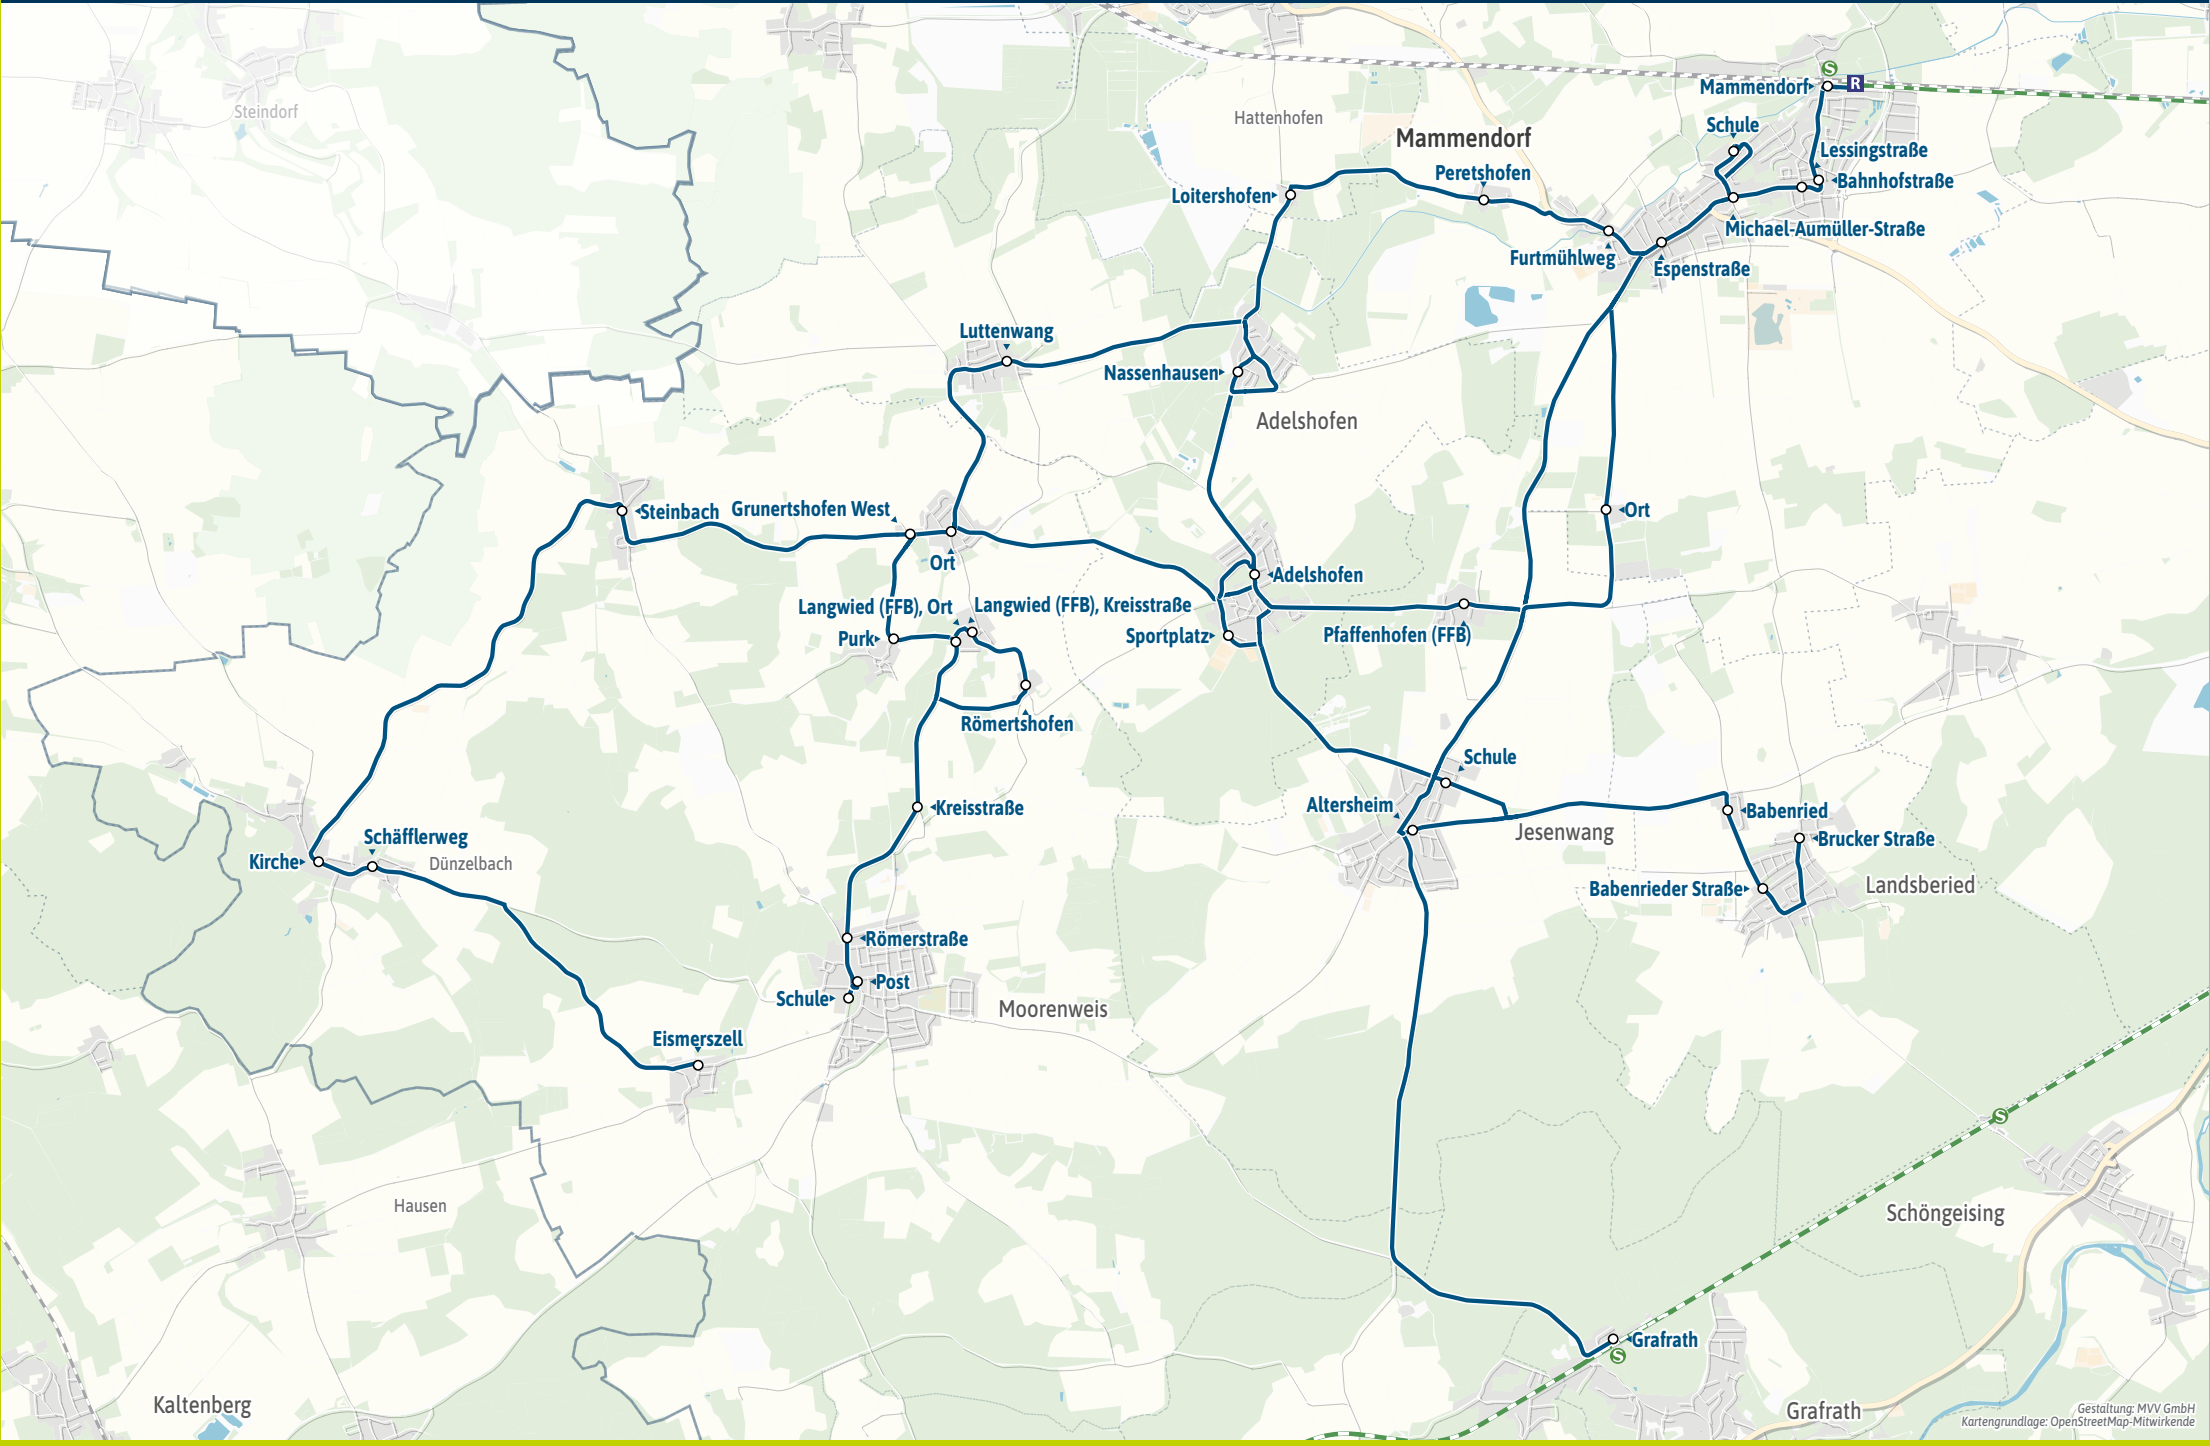 S
Mammendorf
R
Steindorf
Hattenhofen
Schule
Mammendorf
Lessingstraße
Peretshofen
Bahnhofstraße
Loitershofen
Michael-Aumüller-Straße
Furtmühlweg
Espenstraße
Luttenwang
Nassenhausen
Adelshofen
Steinbach
Grunertshofen West
Ort
Ort
Adelshofen
Langwied (FFB), Ort
Langwied (FFB), Kreisstraße
Purk
Sportplatz
Pfaffenhofen (FFB)
Römertshofen
Schule
Kreisstraße
Altersheim
Babenried
Jesenwang
Brucker Straße
Schäfflerweg
Kirche
Dünzelbach
Babenrieder Straße
Landsberied
Römerstraße
Post
Schule
Moorenweis
Eismerszell
S
Hausen
Schöngeising
Grafrath
S
Kaltenberg
Grafrath
Gestaltung: MVV GmbH
Kartengrundlage: OpenStreetMap-Mitwirkende